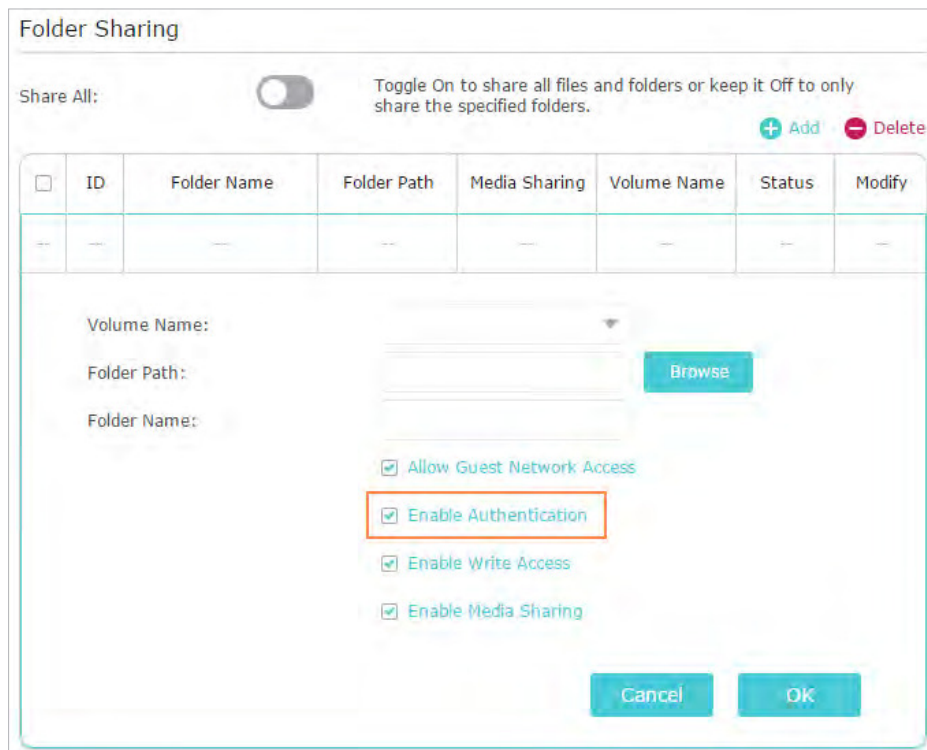 Folder Sharing
Share All:
Toggle On to share all files and folders or keep it Off to only
share the specified folders.
Add Delete
ID Folder Name Folder Path Media Sharing Volume Name Status Modify
-- -- -- -- -- -- -- --
Volume Name:
Folder Path: Browse
Folder Name:
Allow Guest Network Access
Enable Authentication
Enable Write Access
Enable Media Sharing
Cancel OK